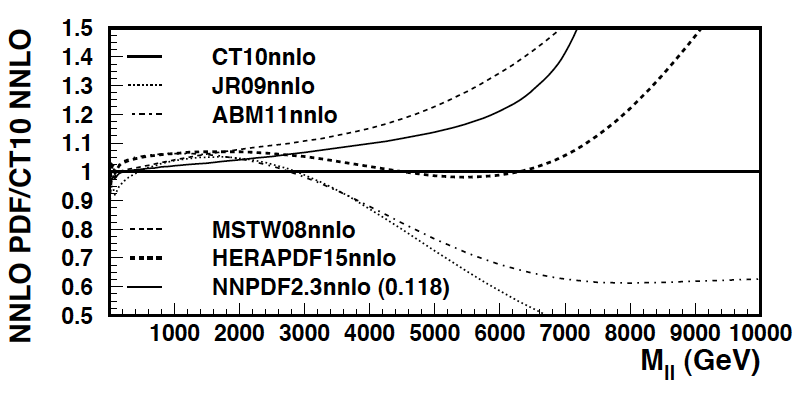 NNLO PDF/CT10 NNLO
1.5
1.4
1.3
1.2
1.1
1
0.9
0.8
0.7
0.6
0.5
CT10nnlo
JR09nnlo
ABM11nnlo
MSTW08nnlo
HERAPDF15nnlo
NNPDF2.3nnlo (0.118)
1000 2000 3000 4000 5000 6000 7000 8000 9000 10000
M_ll (GeV)